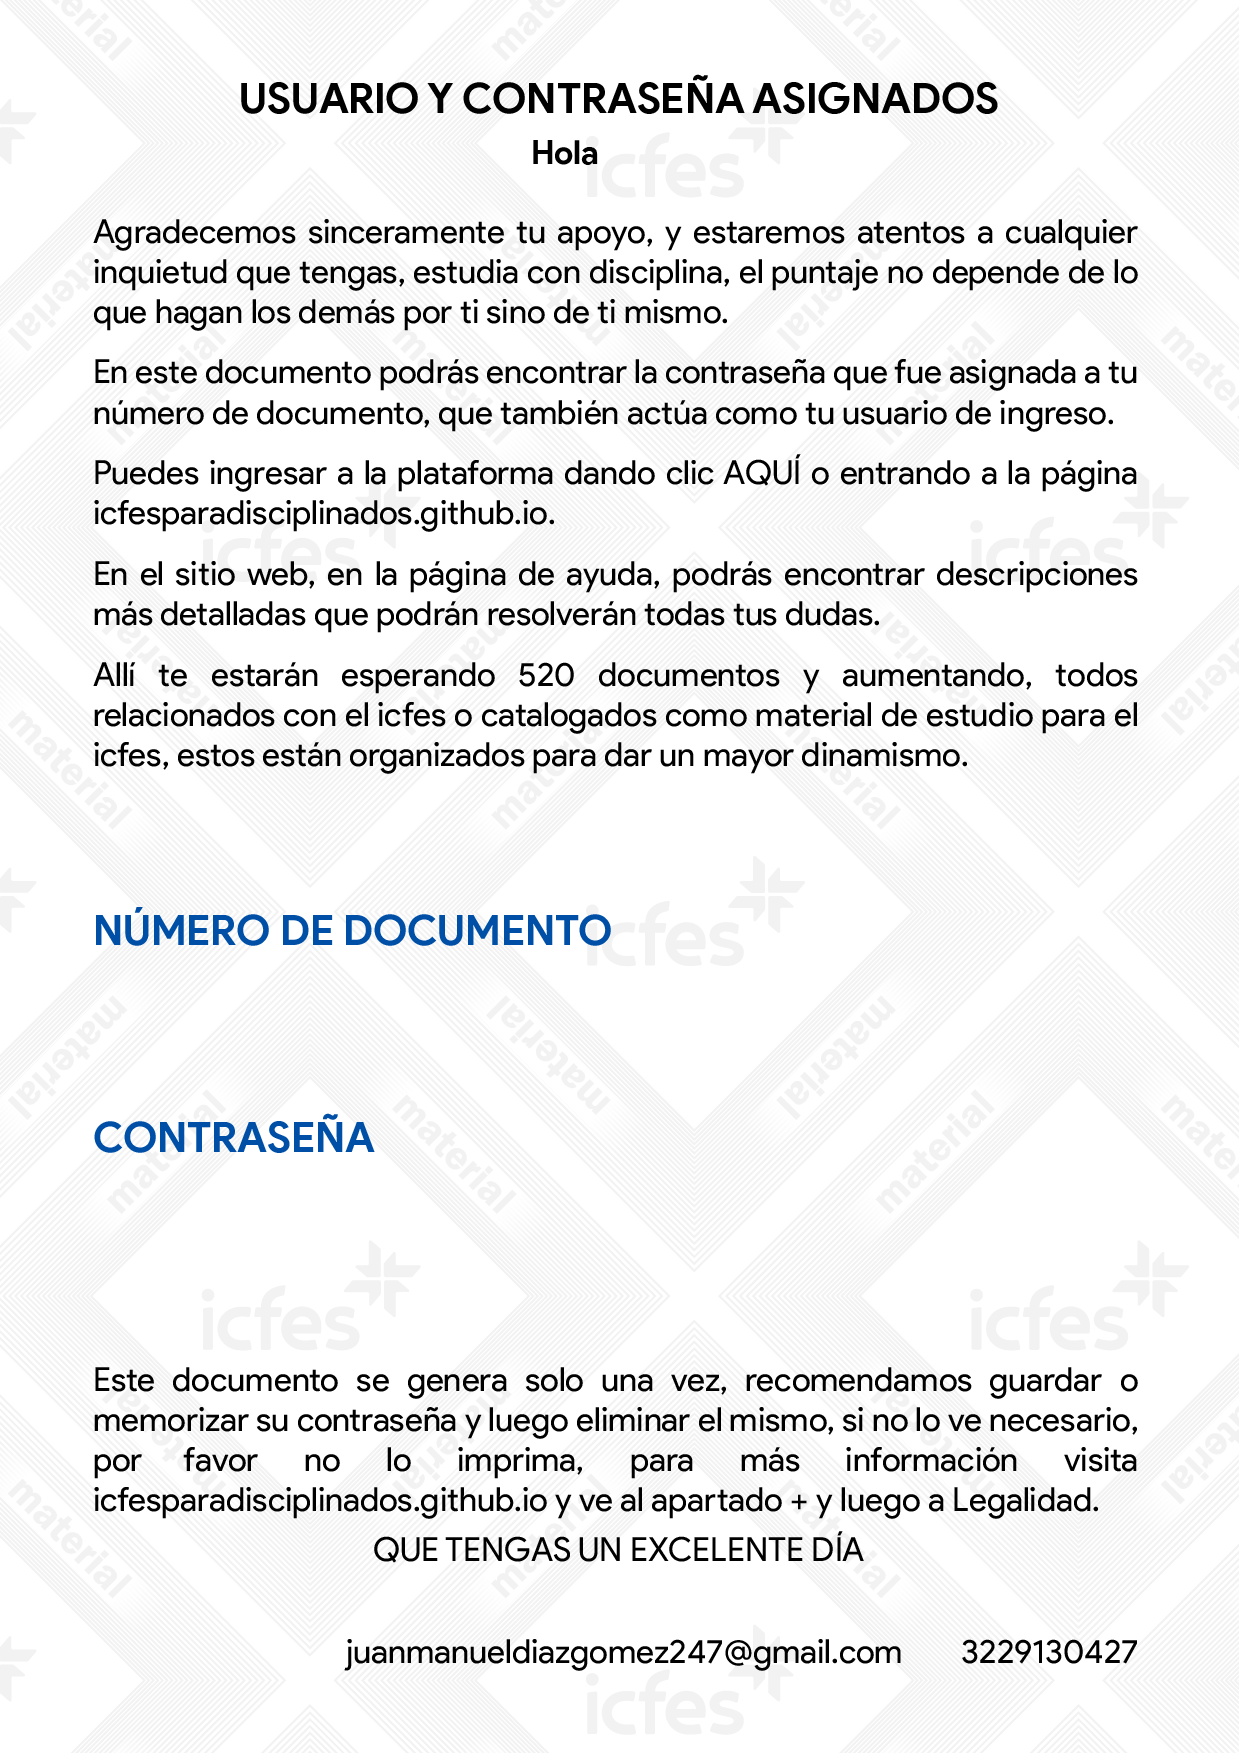 USUARIO Y CONTRASEÑA ASIGNADOS
Hola
Agradecemos sinceramente tu apoyo, y estaremos atentos a cualquier
inquietud que tengas, estudia con disciplina, el puntaje no depende de lo
que hagan los demás por ti sino de ti mismo.
En este documento podrás encontrar la contraseña que fue asignada a tu
número de documento, que también actúa como tu usuario de ingreso.
Puedes ingresar a la plataforma dando clic AQUÍ o entrando a la página
icfesparadisciplinados.github.io.
En el sitio web, en la página de ayuda, podrás encontrar descripciones
más detalladas que podrán resolverán todas tus dudas.
Allí te estarán esperando 520 documentos y aumentando, todos
relacionados con el icfes o catalogados como material de estudio para el
icfes, estos están organizados para dar un mayor dinamismo.
NÚMERO DE DOCUMENTO
CONTRASEÑA
Este documento se genera solo una vez, recomendamos guardar o
memorizar su contraseña y luego eliminar el mismo, si no lo ve necesario,
por favor no lo imprima, para más información visita
icfesparadisciplinados.github.io y ve al apartado + y luego a Legalidad.
QUE TENGAS UN EXCELENTE DÍA
juanmanueldiazgomez247@gmail.com 3229130427